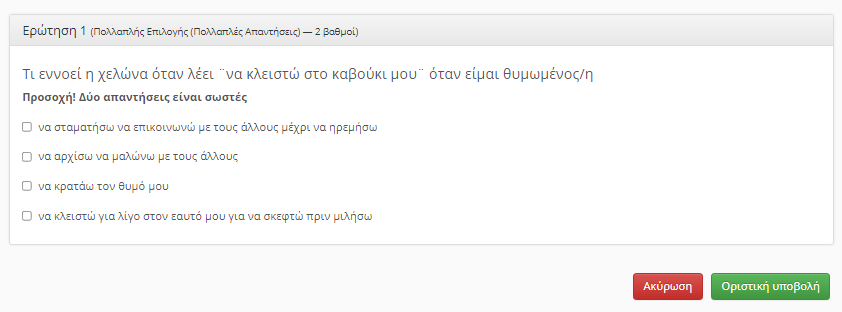 Ερώτηση 1 (Πολλαπλής Επιλογής (Πολλαπλές Απαντήσεις) — 2 βαθμοί)
Τι εννοεί η χελώνα όταν λέει ¨να κλειστώ στο καβούκι μου¨ όταν είμαι θυμωμένος/η
Προσοχή! Δύο απαντήσεις είναι σωστές
να σταματήσω να επικοινωνώ με τους άλλους μέχρι να ηρεμήσω
να αρχίσω να μαλώνω με τους άλλους
να κρατάω τον θυμό μου
να κλειστώ για λίγο στον εαυτό μου για να σκεφτώ πριν μιλήσω
Ακύρωση Οριστική υποβολή